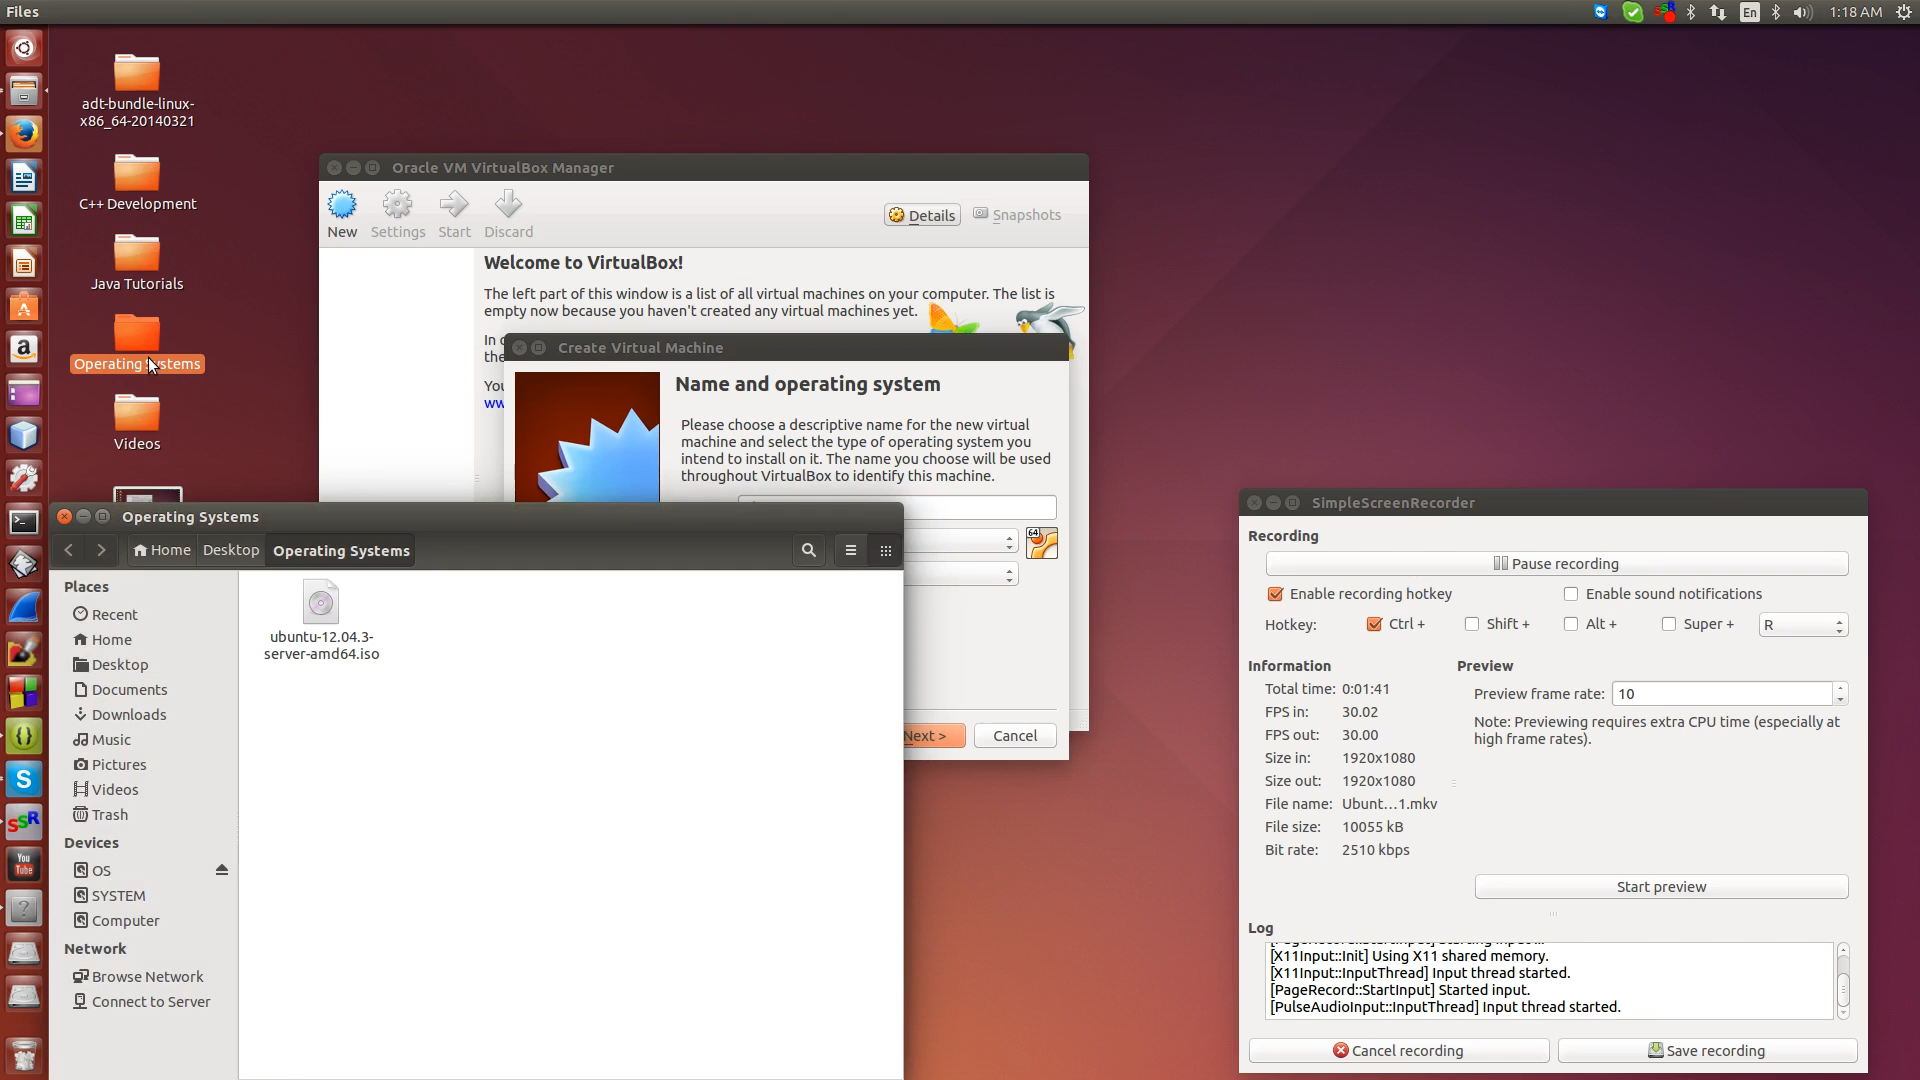 Files
En
1:18 AM
adt-bundle-linux-
x86_64-20140321
C++ Development
Java Tutorials
Operating Systems
Videos
Oracle VM VirtualBox Manager
New
Settings
Start
Discard
Details
Snapshots
Welcome to VirtualBox!
The left part of this window is a list of all virtual machines on your computer. The list is
empty now because you haven't created any virtual machines yet.
In
the
You
ww
Create Virtual Machine
Name and operating system
Please choose a descriptive name for the new virtual
machine and select the type of operating system you
intend to install on it. The name you choose will be used
throughout VirtualBox to identify this machine.
64
Next >
Cancel
Operating Systems
Home
Desktop
Operating Systems
Places
Recent
Home
Desktop
Documents
Downloads
Music
Pictures
Videos
Trash
Devices
OS
SYSTEM
Computer
Network
Browse Network
Connect to Server
ubuntu-12.04.3-
server-amd64.iso
SimpleScreenRecorder
Recording
Pause recording
Enable recording hotkey
Enable sound notifications
Hotkey:
Ctrl +
Shift +
Alt +
Super +
R
Information
Total time: 0:01:41
FPS in: 30.02
FPS out: 30.00
Size in: 1920x1080
Size out: 1920x1080
File name: Ubunt...1.mkv
File size: 10055 kB
Bit rate: 2510 kbps
Preview
Preview frame rate: 10
Note: Previewing requires extra CPU time (especially at
high frame rates).
Start preview
Log
[X11Input::Init] Using X11 shared memory.
[X11Input::InputThread] Input thread started.
[PageRecord::StartInput] Started input.
[PulseAudioInput::InputThread] Input thread started.
Cancel recording
Save recording
a
S
SSR
You
Tube